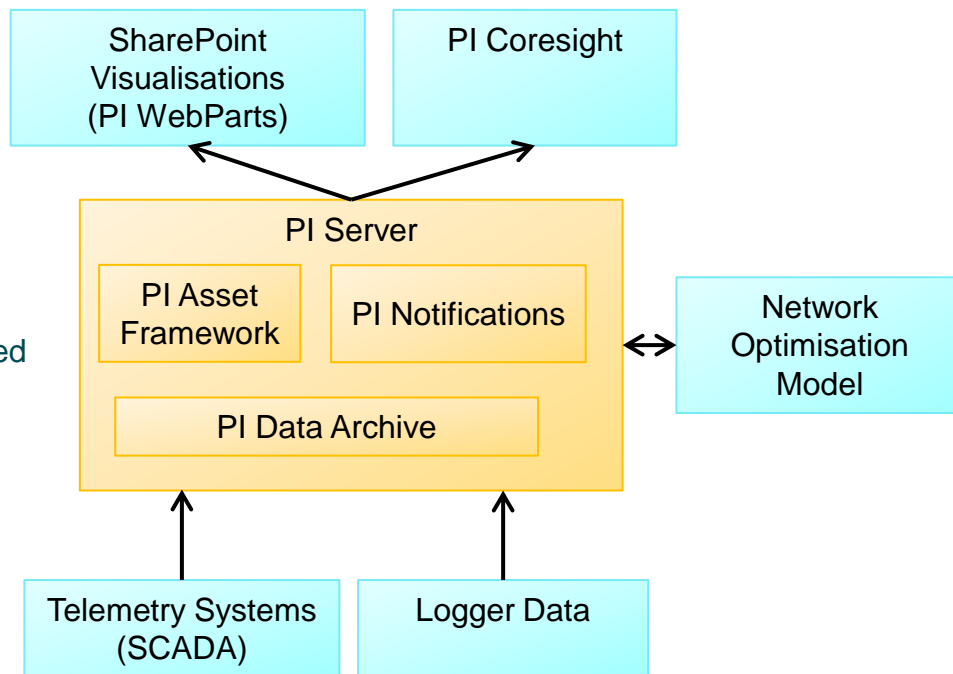 SharePoint
Visualisations
(PI WebParts)
PI Coresight
PI Server
PI Asset
Framework
PI Notifications
PI Data Archive
ed
Network
Optimisation
Model
Telemetry Systems
(SCADA)
Logger Data